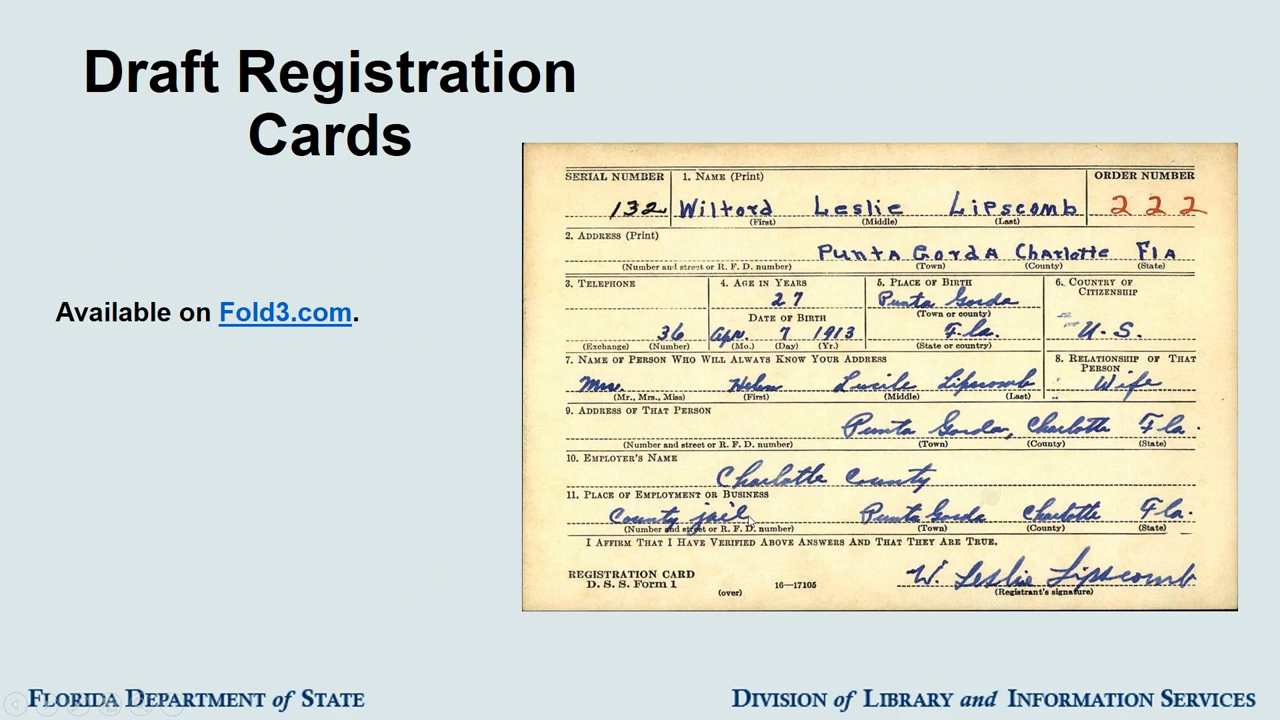 Draft Registration
Cards
Available on Fold3.com.
SERIAL NUMBER 1. NAME (Print) ORDER NUMBER
132 Wilford Leslie Lipscomb 222
(First) (Middle) (Last)
2. ADDRESS (Print)
Punta Gorda Charlotte Fla
(Number and street or R. F. D. number) (Town) (County) (State)
3. TELEPHONE 4. AGE IN YEARS 5. PLACE OF BIRTH 6. COUNTRY OF
CITIZENSHIP
27 Punta Gorda
DATE OF BIRTH (Town or county)
36 Apr. 7 1913 Fla. U.S.
(Exchange) (Number) (Mo.) (Day) (Yr.) (State or country)
7. NAME OF PERSON WHO WILL ALWAYS KNOW YOUR ADDRESS 8. RELATIONSHIP OF THAT
PERSON
Mrs. Helen Lucile Lipscomb Wife
(Mr., Mrs., Miss) (First) (Middle) (Last)
9. ADDRESS OF THAT PERSON
Punta Gorda, Charlotte Fla.
(Number and street or R. F. D. number) (Town) (County) (State)
10. EMPLOYER'S NAME
Charlotte County
11. PLACE OF EMPLOYMENT OR BUSINESS
County jail Punta Gorda Charlotte Fla.
(Number and street or R. F. D. number) (Town) (County) (State)
I AFFIRM THAT I HAVE VERIFIED ABOVE ANSWERS AND THAT THEY ARE TRUE.
W. Leslie Lipscomb
REGISTRATION CARD
D. S. S. Form 1 16—17105
(over) (Registrant's signature)
FLORIDA DEPARTMENT of STATE DIVISION of LIBRARY and INFORMATION SERVICES